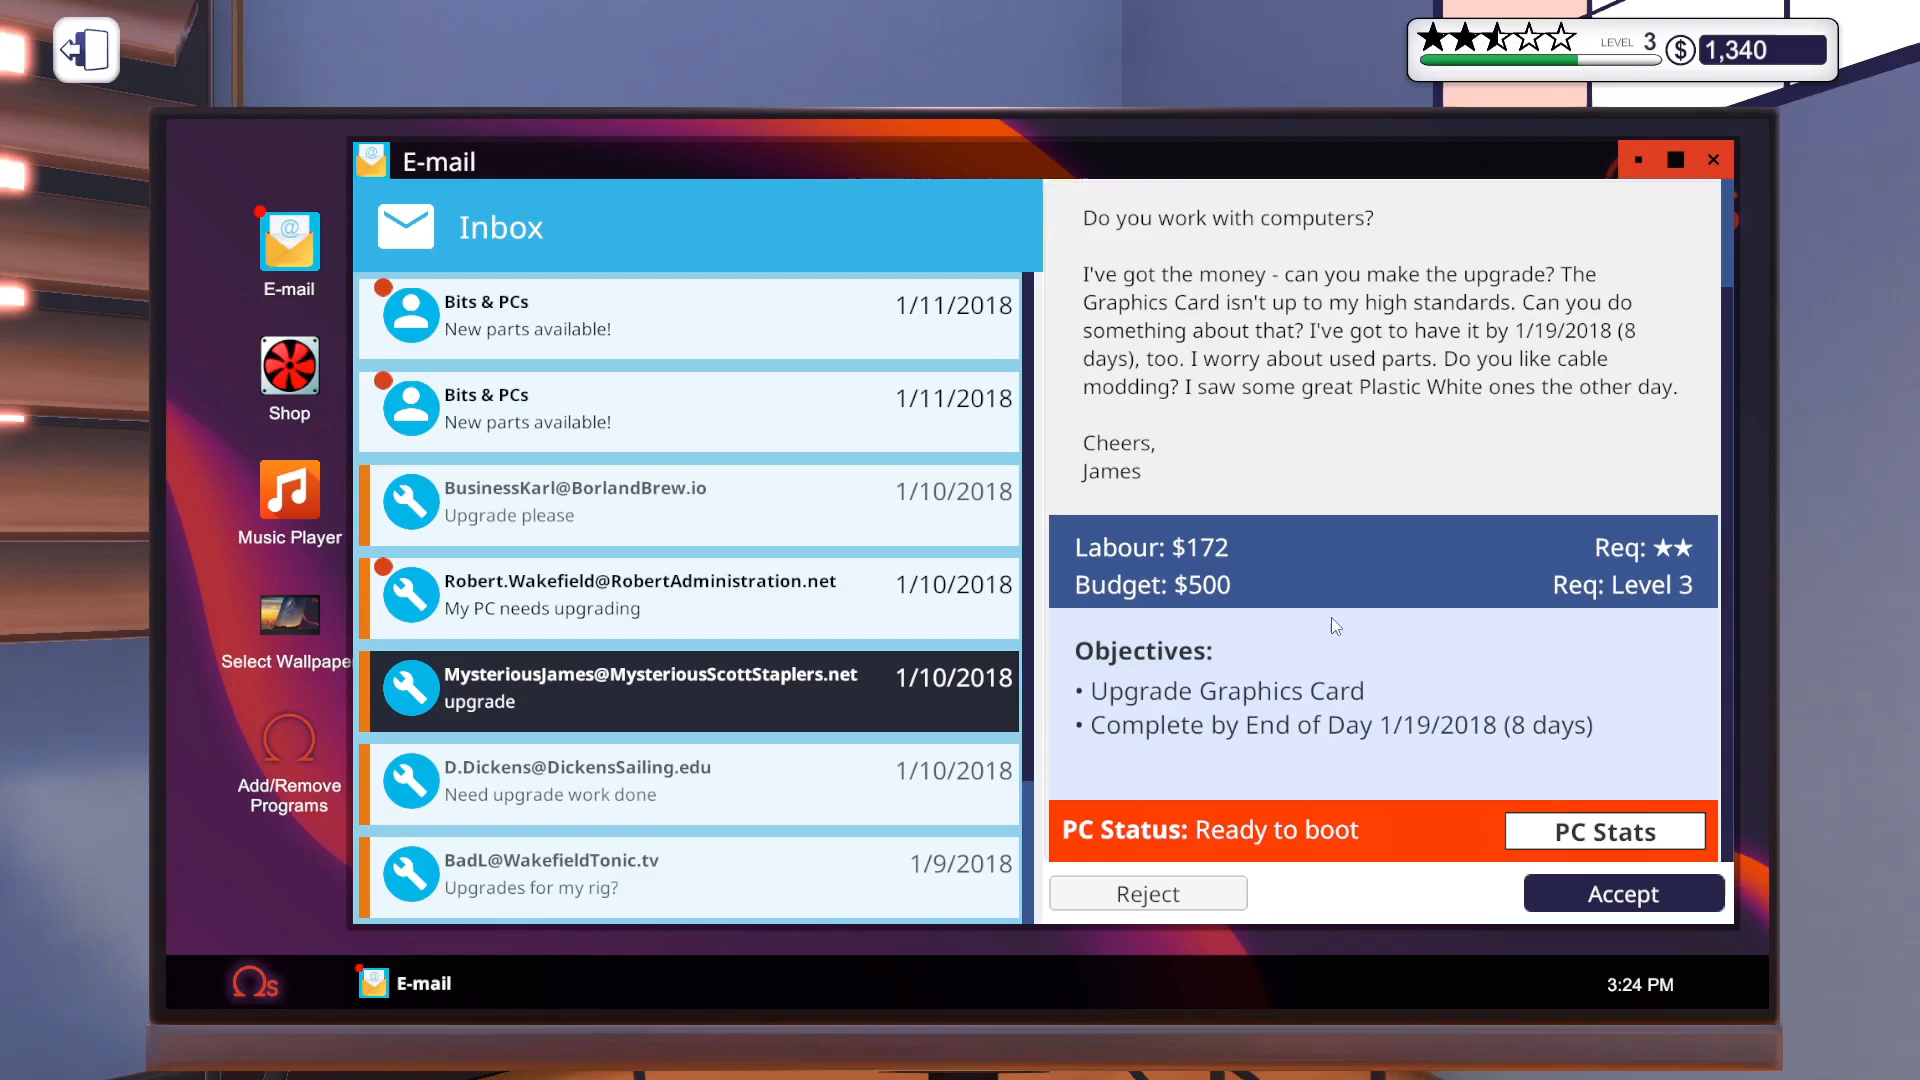 LEVEL 3
$ 1,340
E-mail
E-mail
Shop
Music Player
Select Wallpape
Add/Remove
Programs
Inbox
Bits & PCs 1/11/2018
New parts available!
Bits & PCs 1/11/2018
New parts available!
BusinessKarl@BorlandBrew.io 1/10/2018
Upgrade please
Robert.Wakefield@RobertAdministration.net 1/10/2018
My PC needs upgrading
MysteriousJames@MysteriousScottStaplers.net 1/10/2018
upgrade
D.Dickens@DickensSailing.edu 1/10/2018
Need upgrade work done
BadL@WakefieldTonic.tv 1/9/2018
Upgrades for my rig?
Do you work with computers?
I've got the money - can you make the upgrade? The
Graphics Card isn't up to my high standards. Can you do
something about that? I've got to have it by 1/19/2018 (8
days), too. I worry about used parts. Do you like cable
modding? I saw some great Plastic White ones the other day.
Cheers,
James
Labour: $172 Req: ★★
Budget: $500 Req: Level 3
Objectives:
• Upgrade Graphics Card
• Complete by End of Day 1/19/2018 (8 days)
PC Status: Ready to boot PC Stats
Reject Accept
Ωs E-mail 3:24 PM